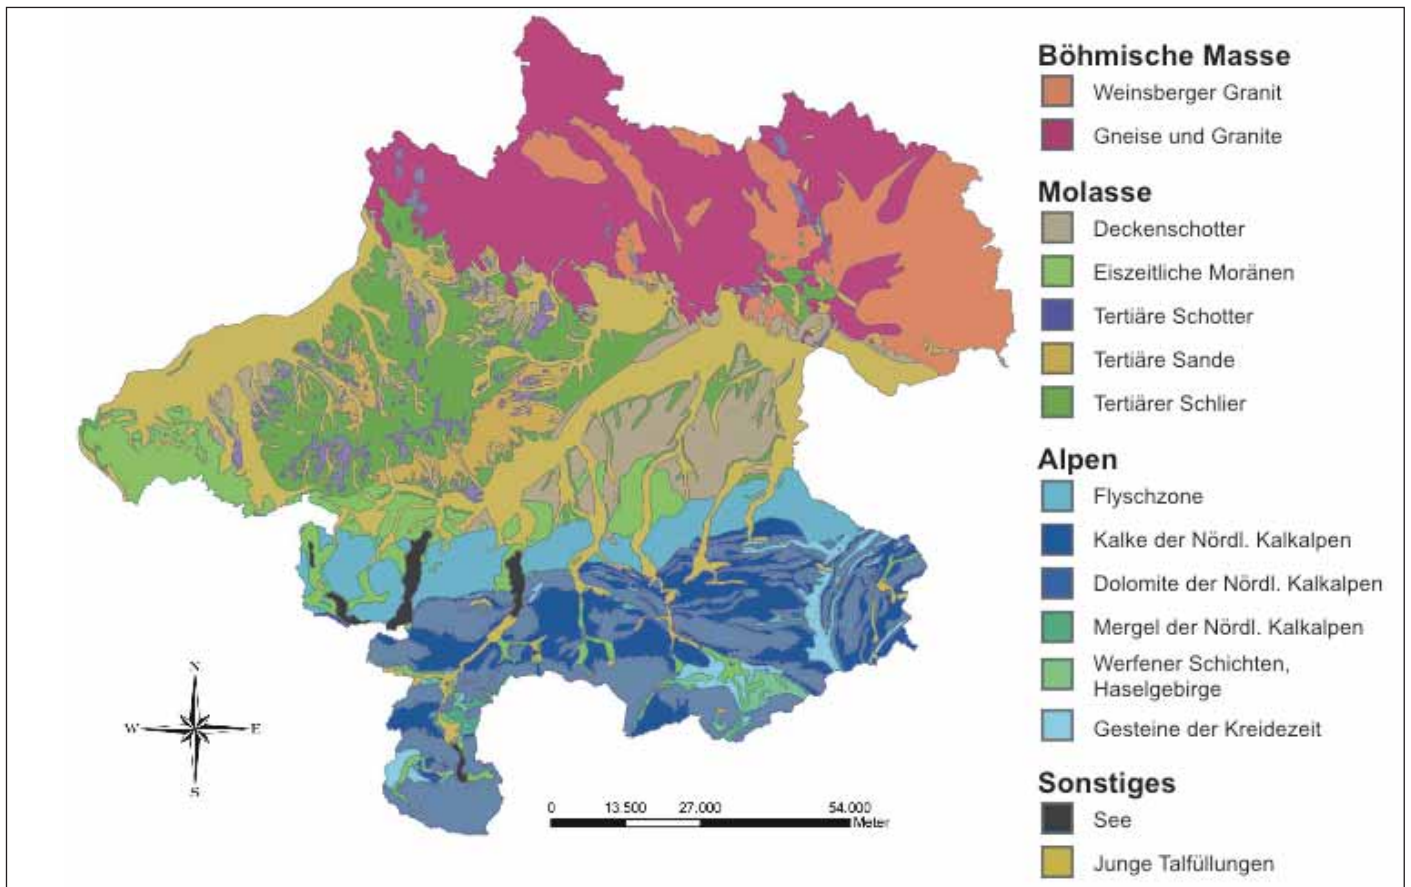 Böhmische Masse
Weinsberger Granit
Gneise und Granite
Molasse
Deckenschotter
Eiszeitliche Moränen
Tertiäre Schotter
Tertiäre Sande
Tertiärer Schlier
Alpen
Flyschzone
Kalke der Nördl. Kalkalpen
Dolomite der Nördl. Kalkalpen
Mergel der Nördl. Kalkalpen
Werfener Schichten,
Haselgebirge
Gesteine der Kreidezeit
Sonstiges
See
Junge Talfüllungen
N
W E
S
0 13 500 27.000 54.000
Meter